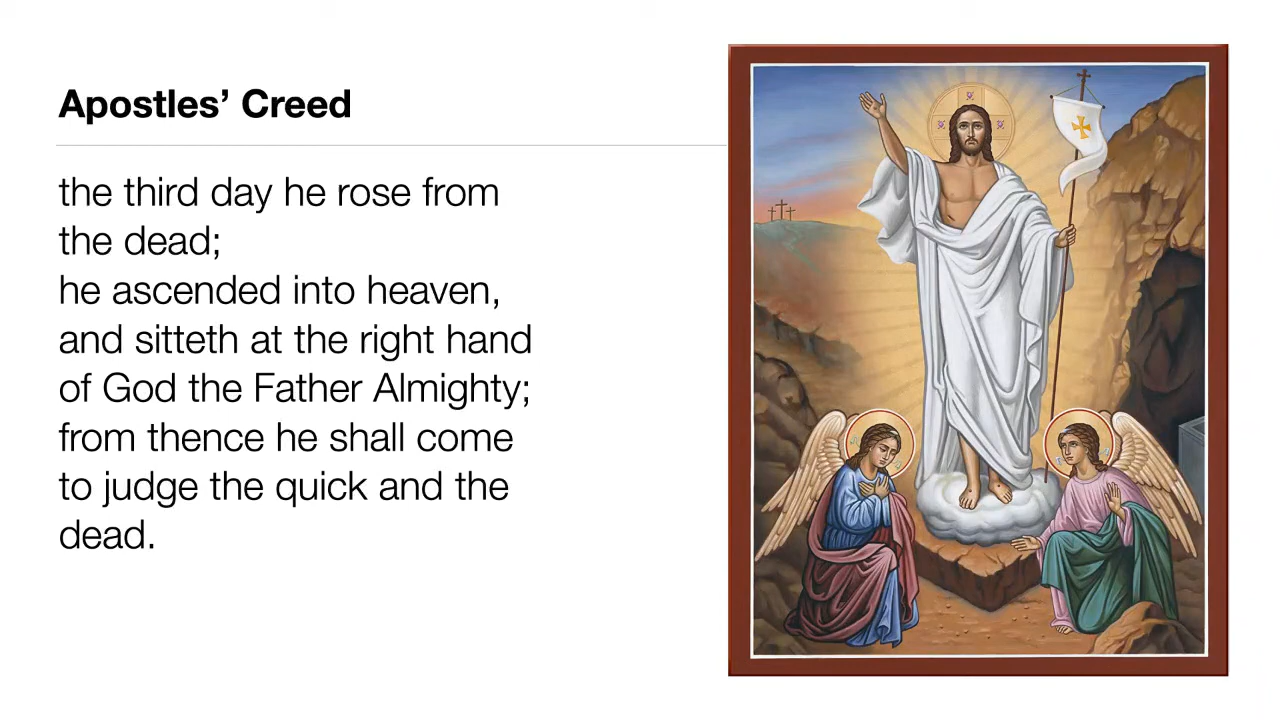 Apostles’ Creed
the third day he rose from
the dead;
he ascended into heaven,
and sitteth at the right hand
of God the Father Almighty;
from thence he shall come
to judge the quick and the
dead.